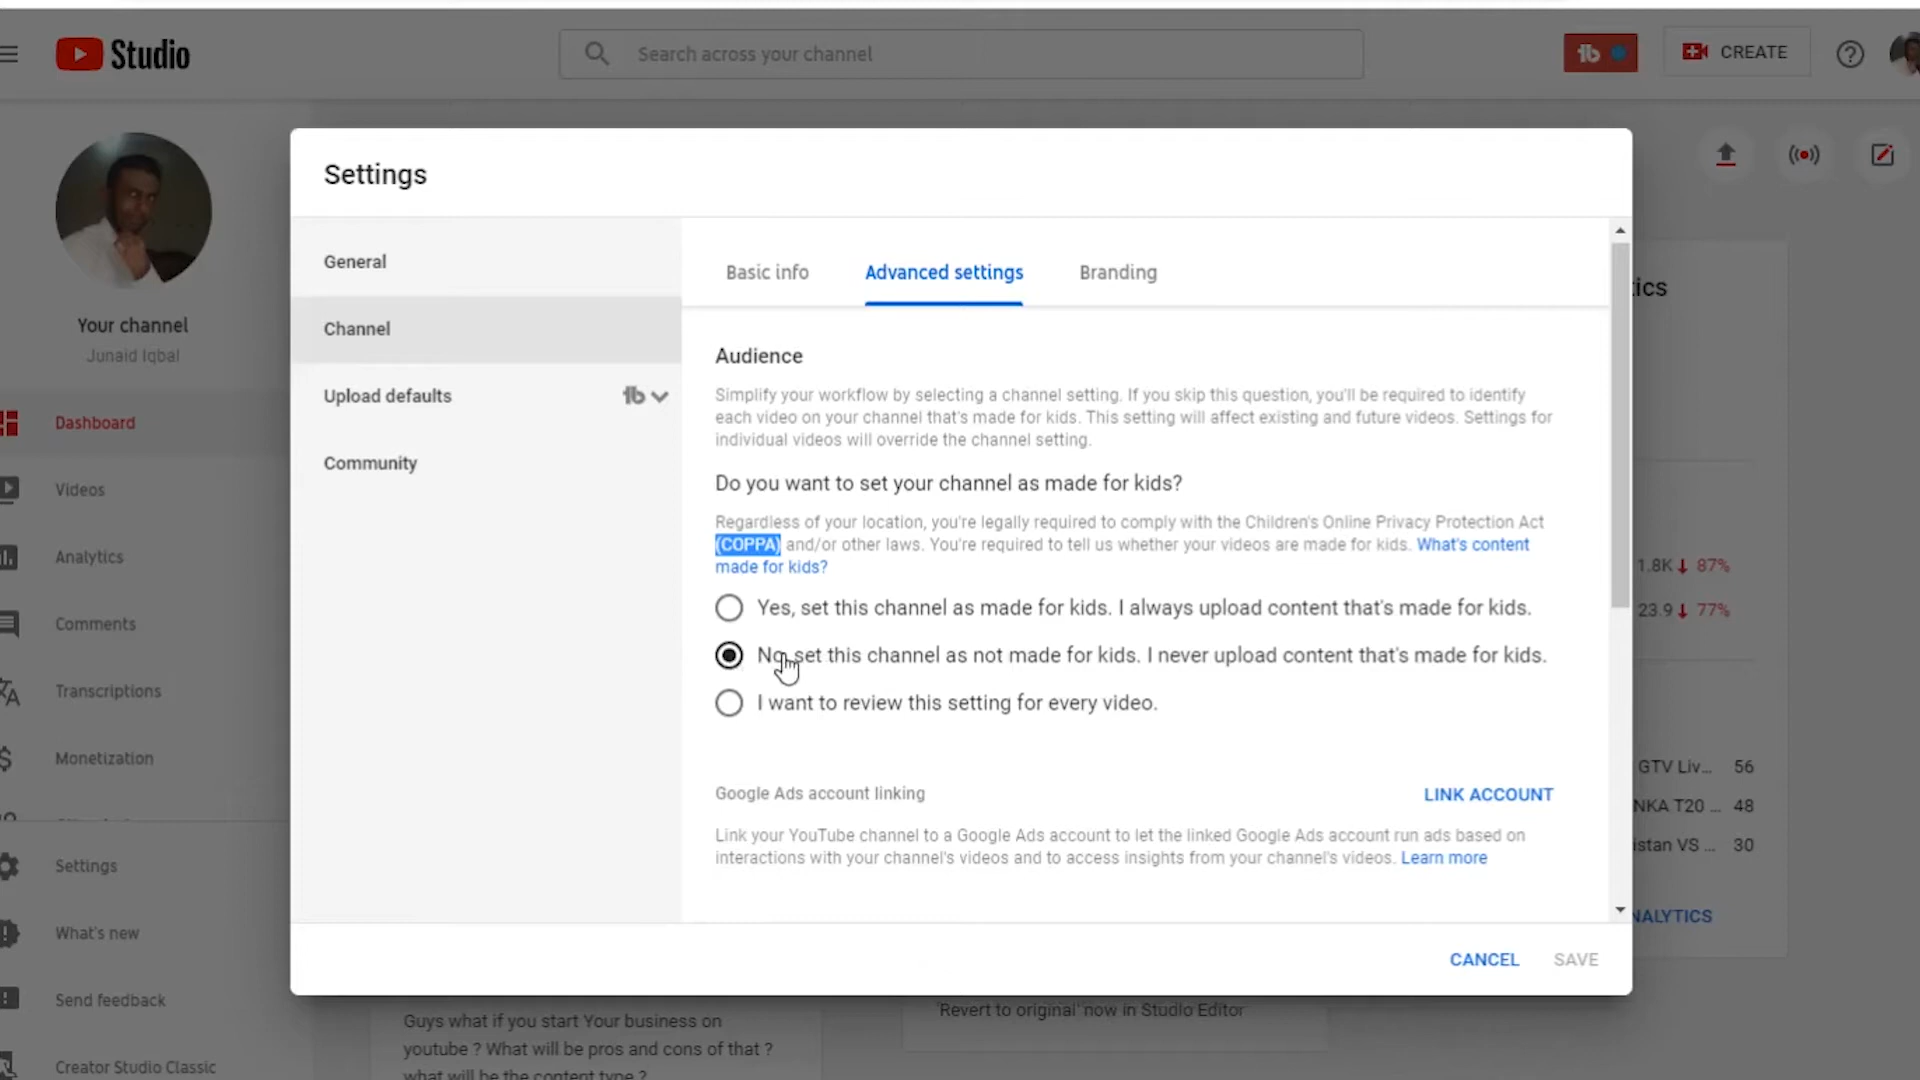 Studio
Search across your channel
CREATE
Your channel
Junaid Iqbal
Dashboard
Videos
Analytics
Comments
Transcriptions
Monetization
Settings
What's new
Send feedback
Creator Studio Classic
Settings
General
Channel
Upload defaults
Community
Basic info
Advanced settings
Branding
Audience
Simplify your workflow by selecting a channel setting. If you skip this question, you'll be required to identify
each video on your channel that's made for kids. This setting will affect existing and future videos. Settings for
individual videos will override the channel setting.
Do you want to set your channel as made for kids?
Regardless of your location, you're legally required to comply with the Children's Online Privacy Protection Act
(COPPA) and/or other laws. You're required to tell us whether your videos are made for kids. What's content
made for kids?
Yes, set this channel as made for kids. I always upload content that's made for kids.
No, set this channel as not made for kids. I never upload content that's made for kids.
I want to review this setting for every video.
Google Ads account linking
LINK ACCOUNT
Link your YouTube channel to a Google Ads account to let the linked Google Ads account run ads based on
interactions with your channel's videos and to access insights from your channel's videos. Learn more
CANCEL
SAVE
tics
1.8K 87%
23.9 77%
GTV Liv... 56
NKA T20 ... 48
istan VS ... 30
NALYTICS
Guys what if you start Your business on
youtube ? What will be pros and cons of that ?
what will be the content type ?
'Revert to original' now in Studio Editor